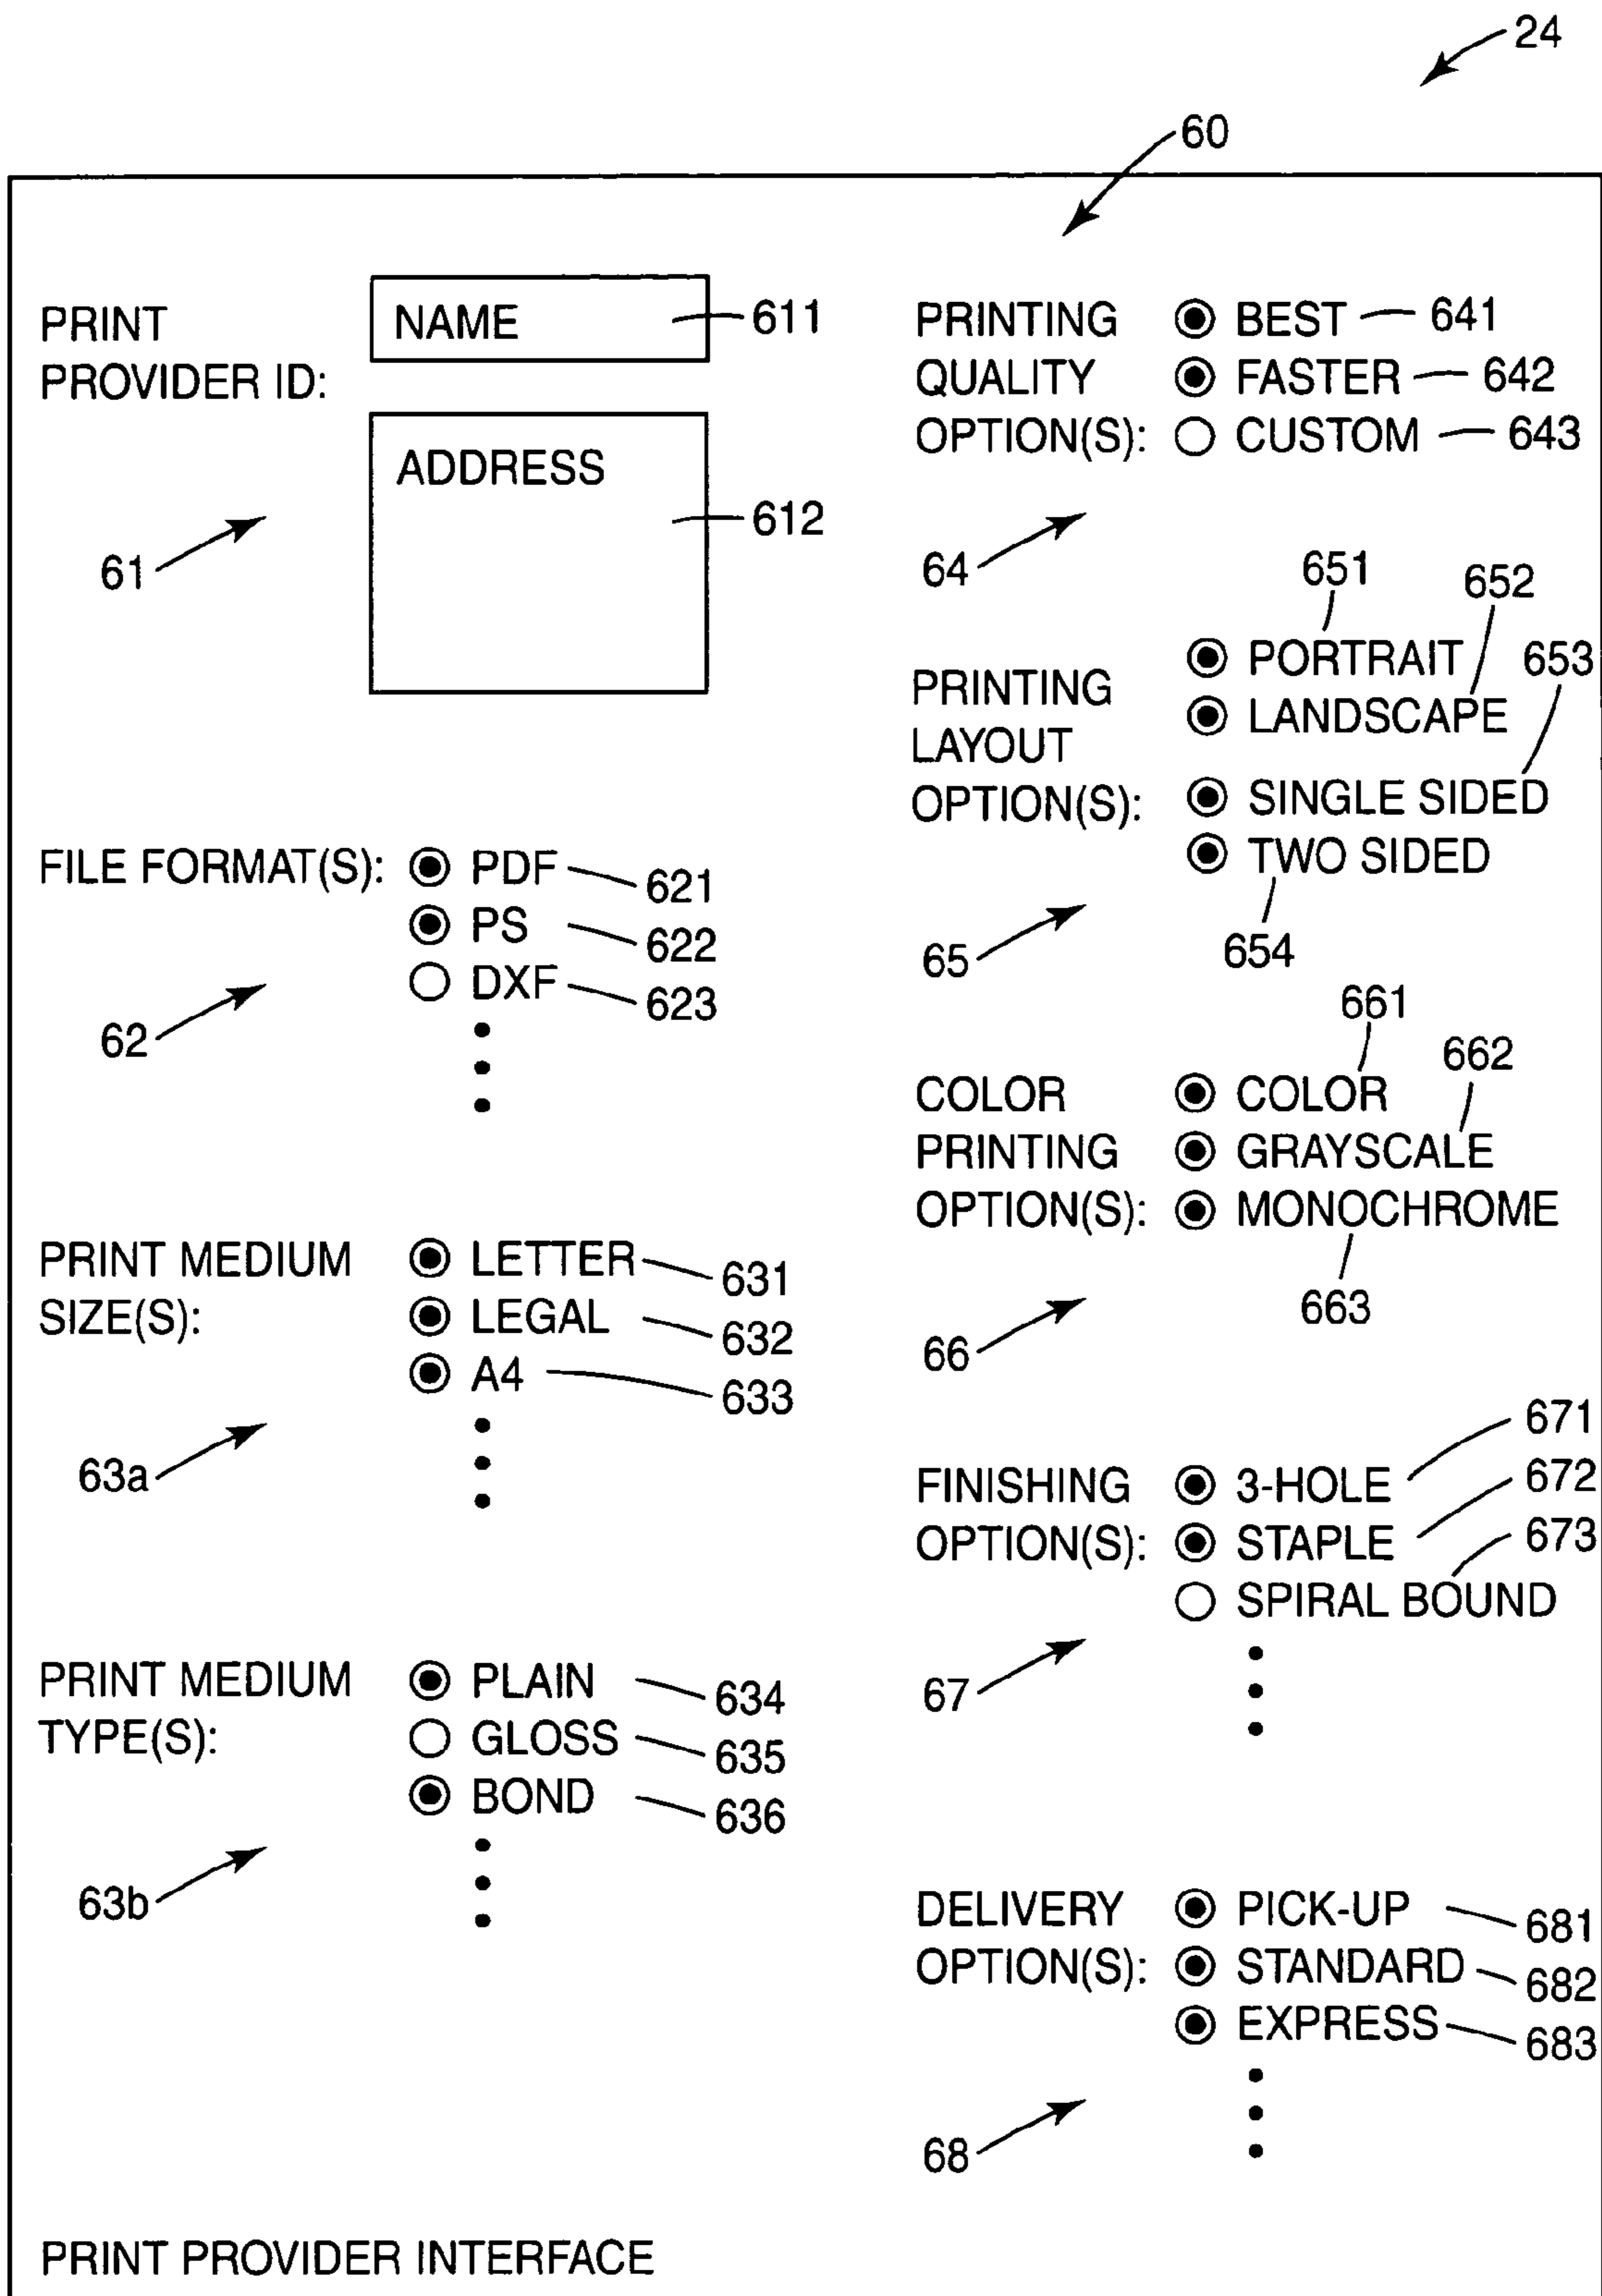 24
60
PRINT
PROVIDER ID:
NAME
611
ADDRESS
612
61
FILE FORMAT(S):
PDF
621
PS
622
DXF
623
62
PRINT MEDIUM
SIZE(S):
LETTER
631
LEGAL
632
A4
633
63a
PRINT MEDIUM
TYPE(S):
PLAIN
634
GLOSS
635
BOND
636
63b
PRINTING
QUALITY
OPTION(S):
BEST
641
FASTER
642
CUSTOM
643
64
PRINTING
LAYOUT
OPTION(S):
651
652
PORTRAIT
653
LANDSCAPE
SINGLE SIDED
TWO SIDED
654
65
COLOR
PRINTING
OPTION(S):
661
662
COLOR
GRAYSCALE
MONOCHROME
663
66
FINISHING
OPTION(S):
671
3-HOLE
672
STAPLE
673
SPIRAL BOUND
67
DELIVERY
OPTION(S):
PICK-UP
681
STANDARD
682
EXPRESS
683
68
PRINT PROVIDER INTERFACE